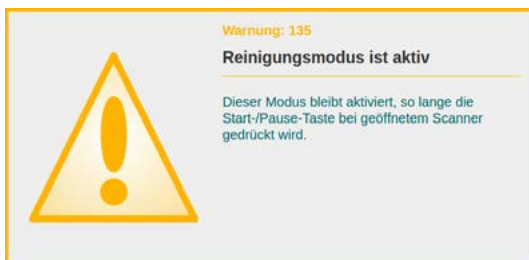 Warnung: 135
Reinigungsmodus ist aktiv
Dieser Modus bleibt aktiviert, so lange die
Start-/Pause-Taste bei geöffnetem Scanner
gedrückt wird.